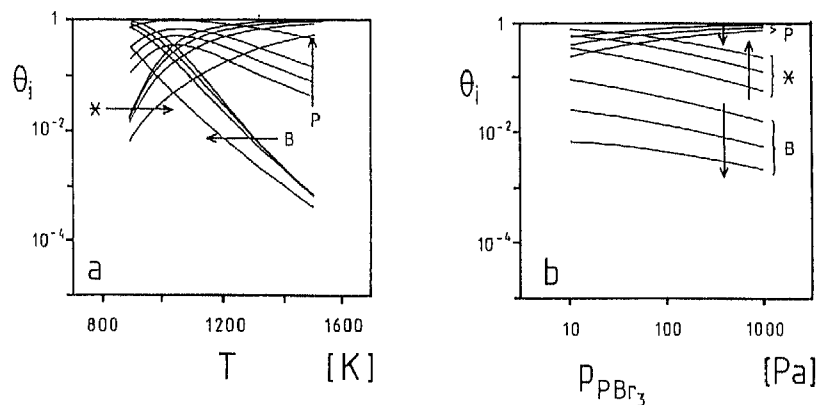 1
θi
10⁻²
10⁻⁴
* B
P
a
800 1200 1600
T [K]
1
θi
10⁻²
10⁻⁴
P
*
B
b
10 100 1000
pPBr₃ [Pa]